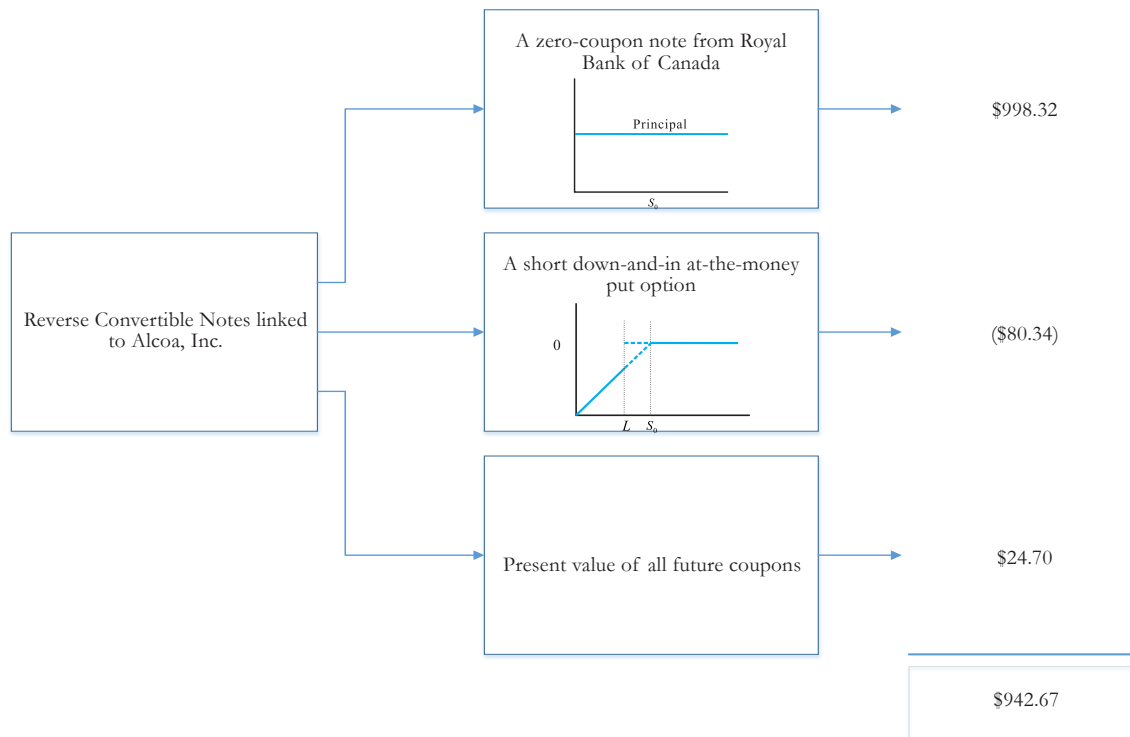 A zero-coupon note from Royal
Bank of Canada
Principal
S₀
$998.32
Reverse Convertible Notes linked
to Alcoa, Inc.
A short down-and-in at-the-money
put option
0
L S₀
($80.34)
Present value of all future coupons
$24.70
$942.67